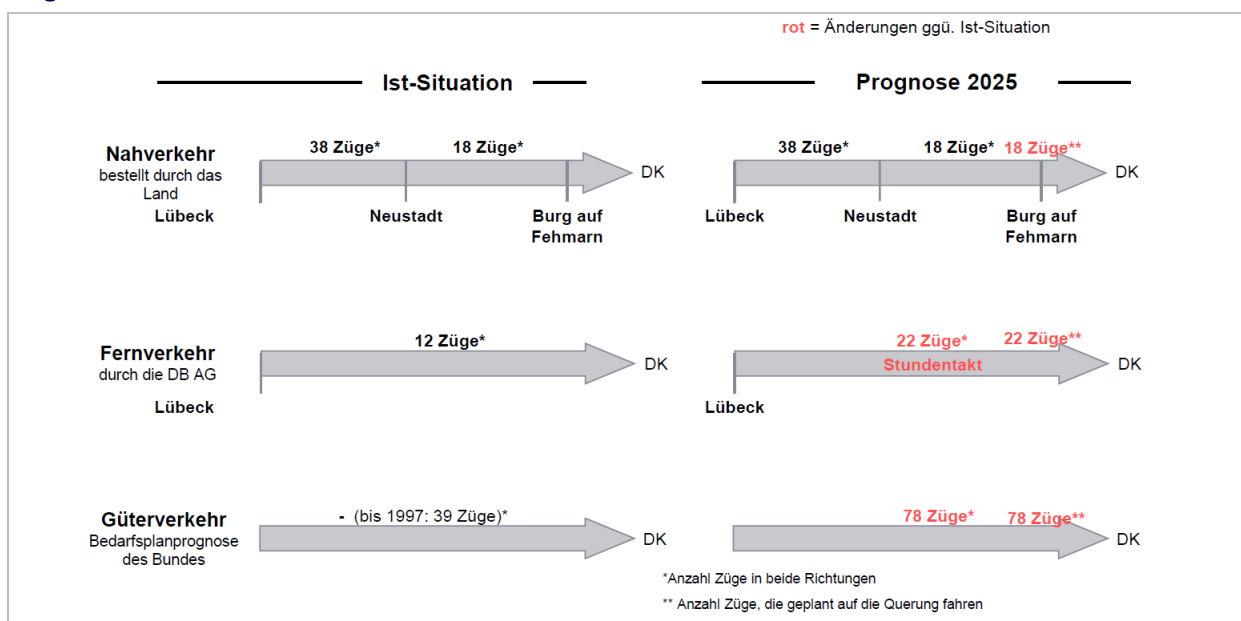 rot = Änderungen ggü. Ist-Situation
Ist-Situation
Prognose 2025
Nahverkehr
bestellt durch das
Land
38 Züge*
18 Züge*
DK
Lübeck
Neustadt
Burg auf
Fehmarn
38 Züge*
18 Züge*
18 Züge**
DK
Lübeck
Neustadt
Burg auf
Fehmarn
Fernverkehr
durch die DB AG
12 Züge*
DK
Lübeck
22 Züge*
22 Züge**
Stundentakt
DK
Lübeck
Güterverkehr
Bedarfsplanprognose
des Bundes
- (bis 1997: 39 Züge)*
DK
78 Züge*
78 Züge**
DK
*Anzahl Züge in beide Richtungen
** Anzahl Züge, die geplant auf die Querung fahren